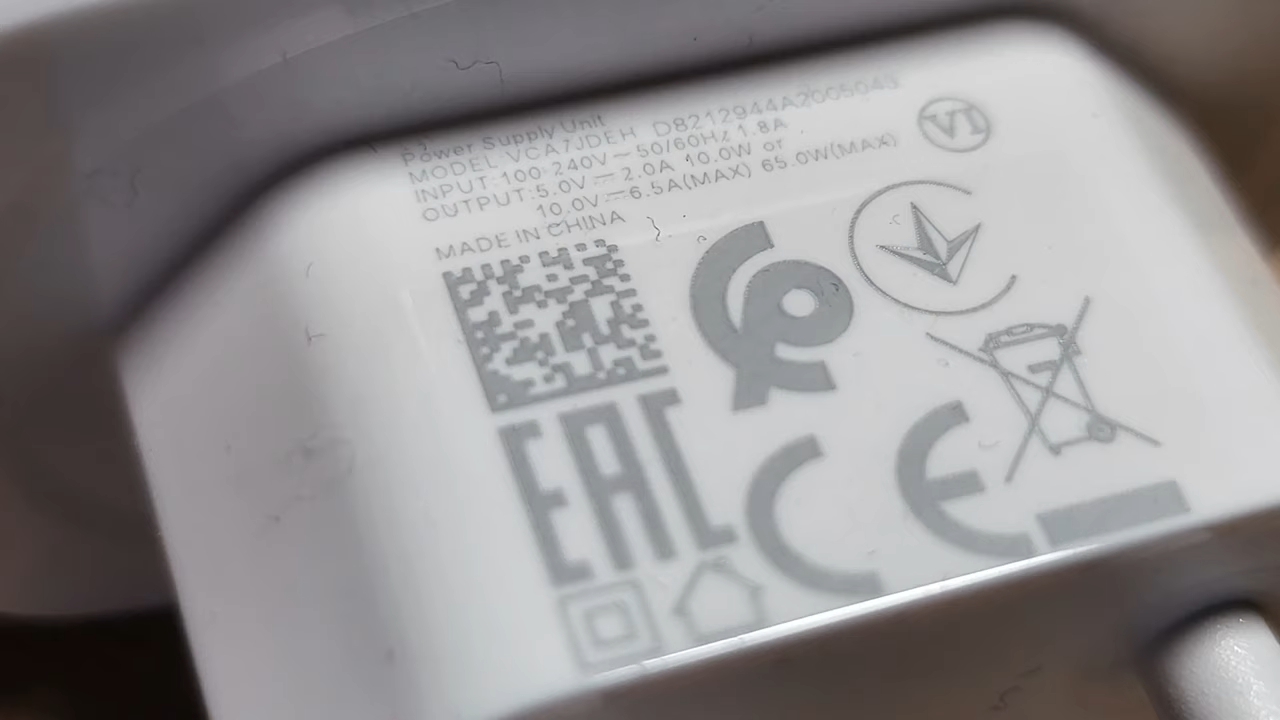 Power Supply Unit
MODEL VCA7JDEH D8212944A2005045
INPUT:100-240V~50/60Hz 1.8A
OUTPUT:5.0V⎓2.0A 10.0W or
10.0V⎓6.5A(MAX) 65.0W(MAX)
MADE IN CHINA
VI
EAC
CE